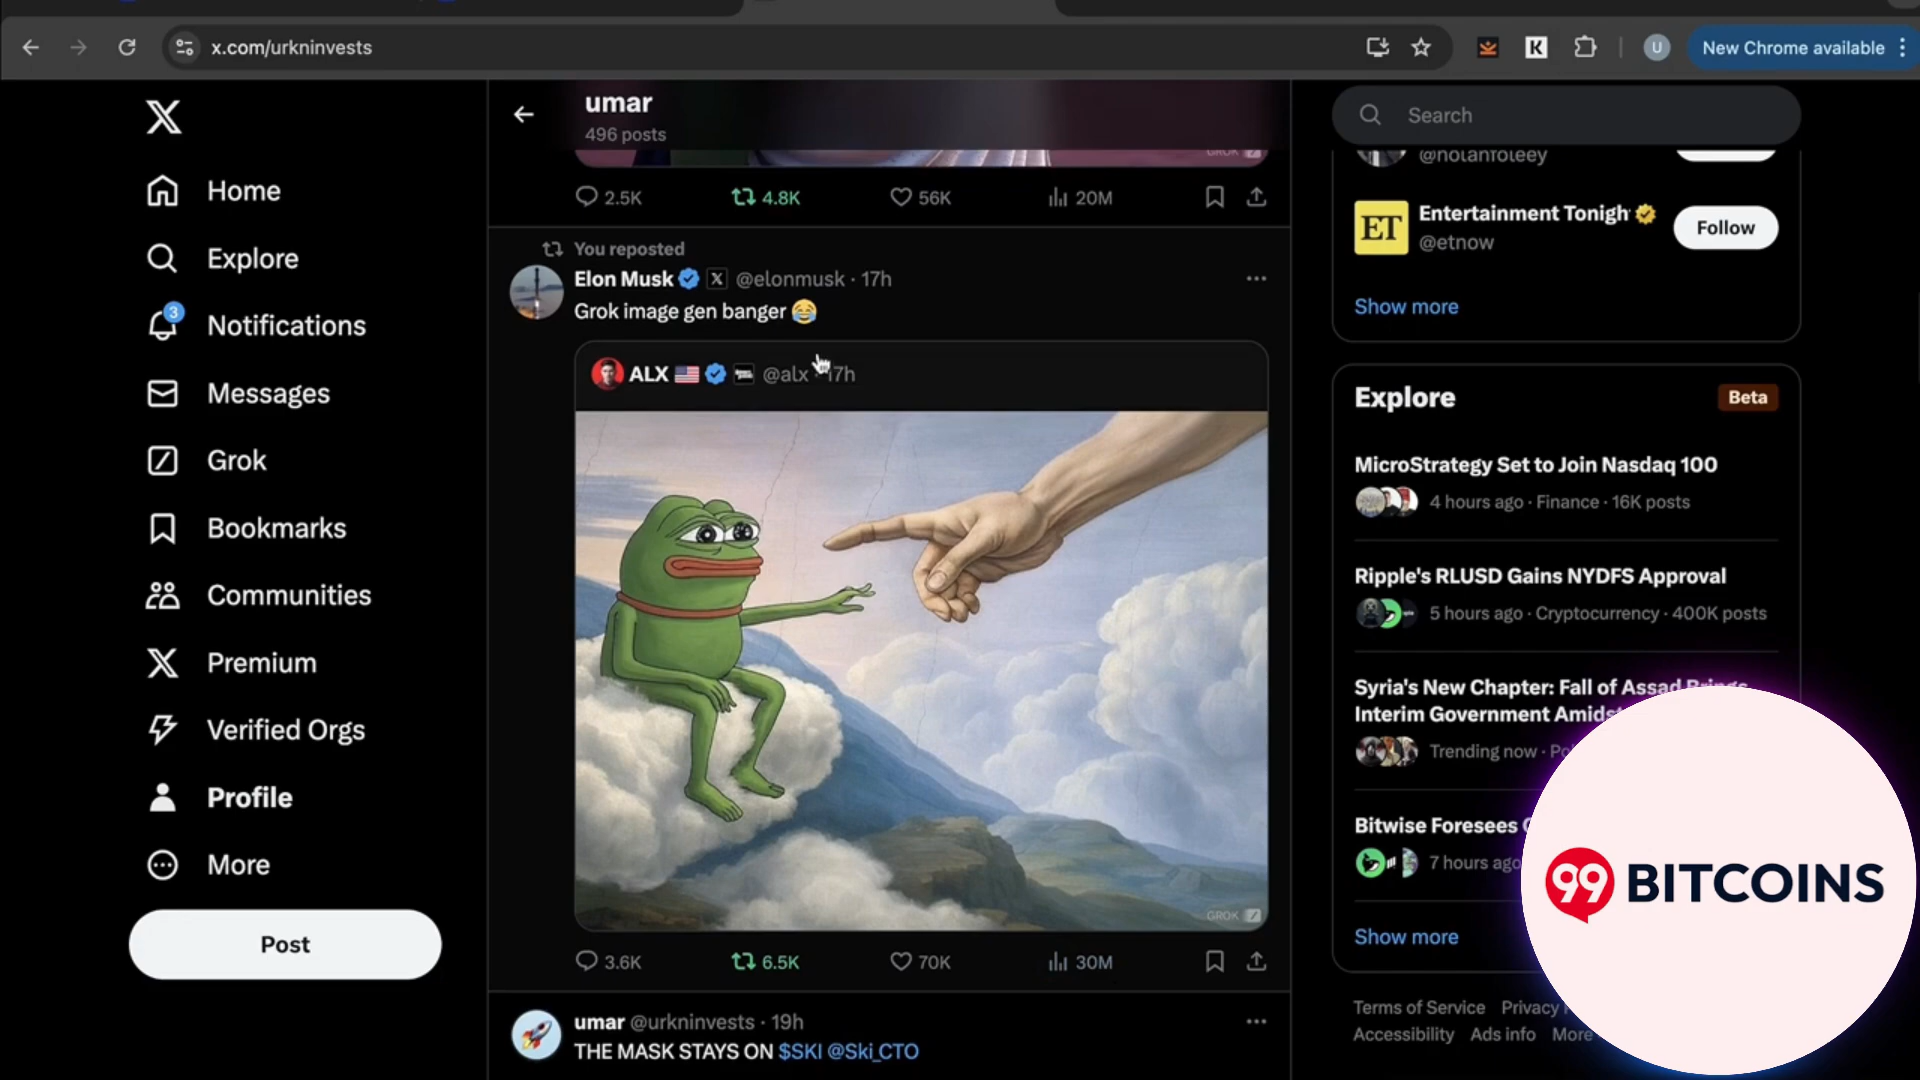 x.com/urkninvests
U
New Chrome available
Home
Explore
3
Notifications
Messages
Grok
Bookmarks
Communities
Premium
Verified Orgs
Profile
More
Post
umar
496 posts
GROK
2.5K
4.8K
56K
20M
You reposted
Elon Musk @elonmusk · 17h
Grok image gen banger
ALX @alx · 17h
GROK
3.6K
6.5K
70K
30M
umar @urkninvests · 19h
THE MASK STAYS ON $SKI @Ski_CTO
Search
@nolanfoleey
Entertainment Tonigh
@etnow
Follow
ET
Show more
Explore
Beta
MicroStrategy Set to Join Nasdaq 100
4 hours ago · Finance · 16K posts
Ripple's RLUSD Gains NYDFS Approval
5 hours ago · Cryptocurrency · 400K posts
Syria's New Chapter: Fall of Assad Brings
Interim Government
Trending now ·
Bitwise Foresees
7 hours ago
Show more
Terms of Service Privacy
Accessibility Ads info More
99 BITCOINS